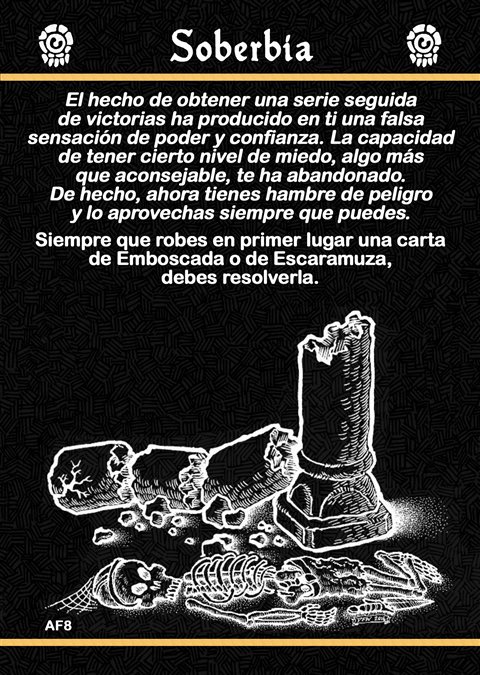 Soberbia
El hecho de obtener una serie seguida
de victorias ha producido en ti una falsa
sensación de poder y confianza. La capacidad
de tener cierto nivel de miedo, algo más
que aconsejable, te ha abandonado.
De hecho, ahora tienes hambre de peligro
y lo aprovechas siempre que puedes.
Siempre que robes en primer lugar una carta
de Emboscada o de Escaramuza,
debes resolverla.
AF8